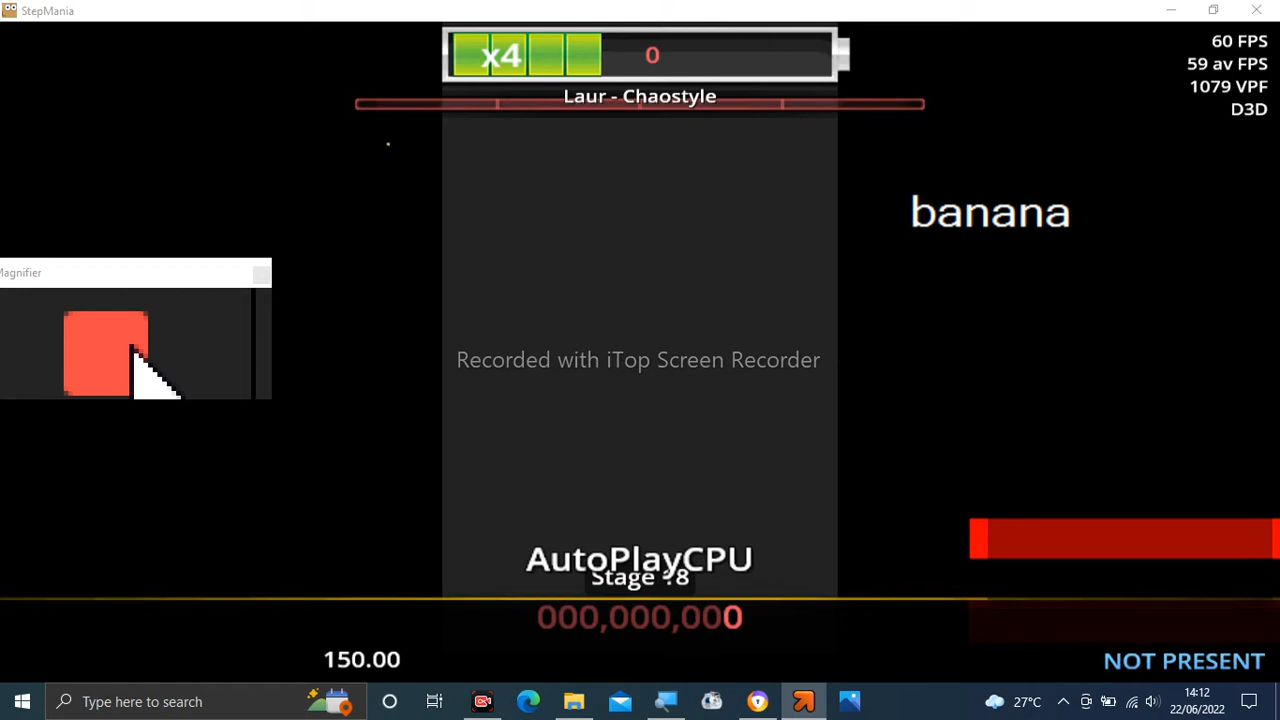 StepMania
x4
0
60 FPS
59 av FPS
1079 VPF
D3D
Laur - Chaostyle
banana
Magnifier
Recorded with iTop Screen Recorder
AutoPlayCPU
Stage 18
000,000,000
150.00
NOT PRESENT
Type here to search
27°C
14:12
22/06/2022